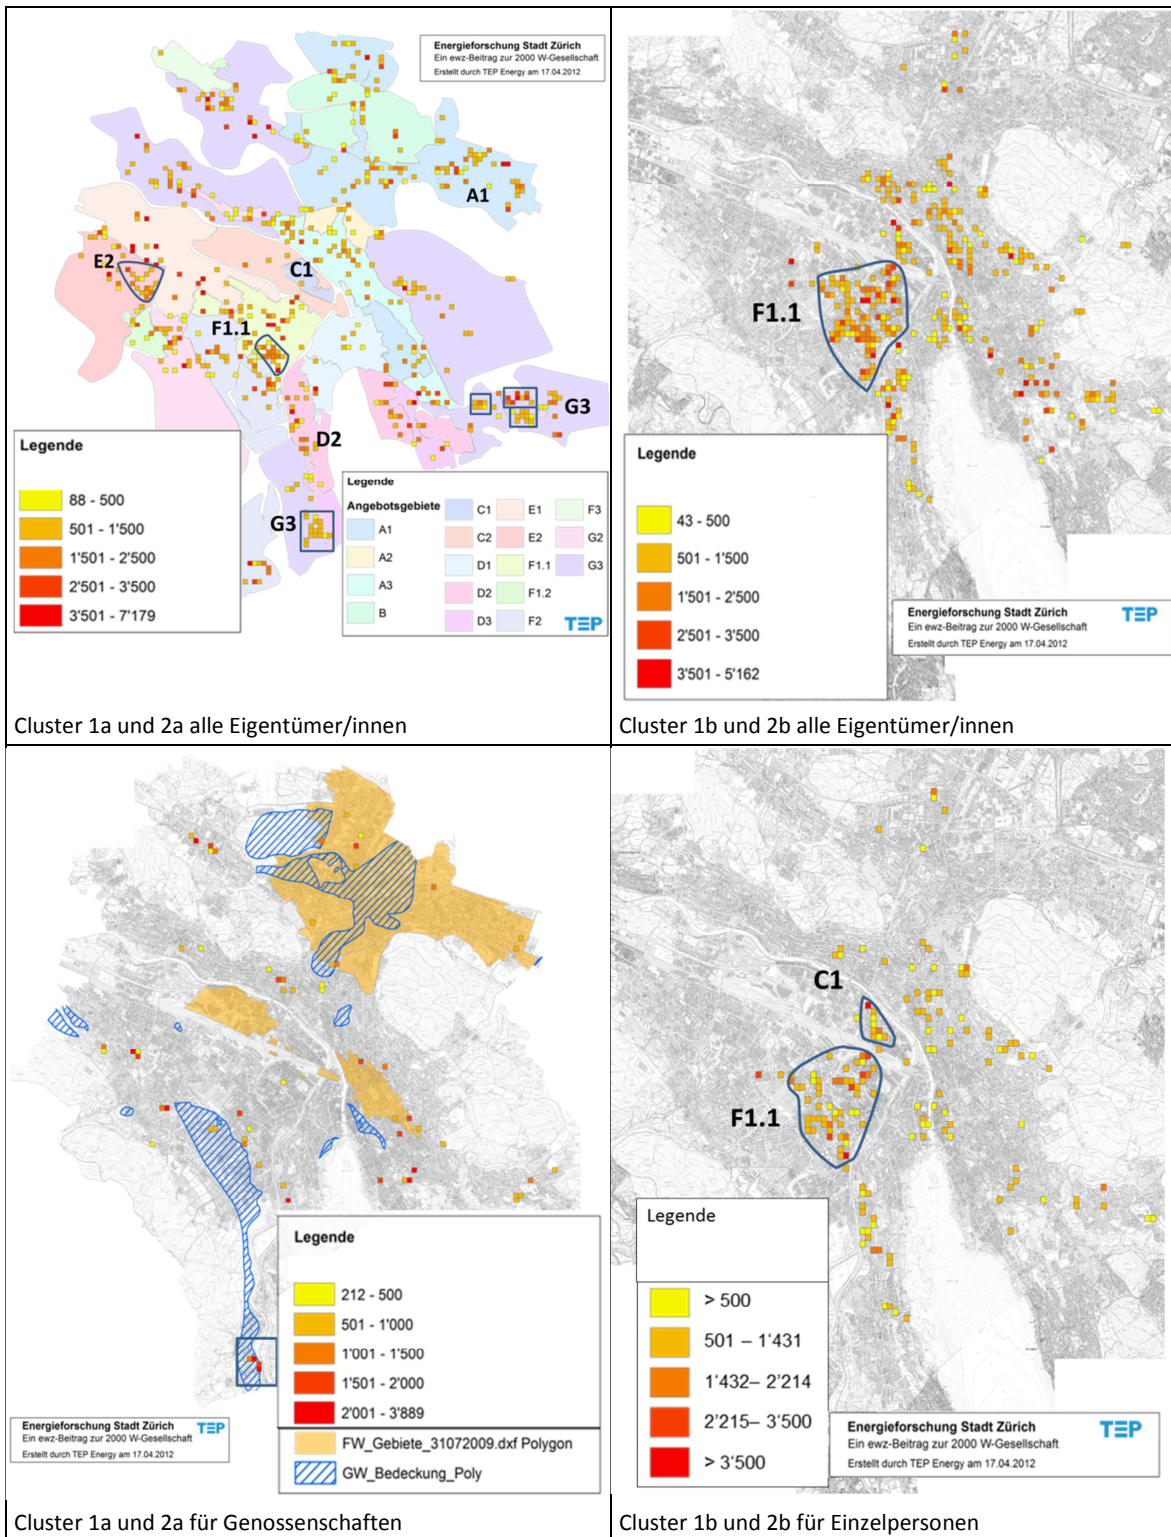 Energieforschung Stadt Zürich
Ein ewz-Beitrag zur 2000 W-Gesellschaft
Erstellt durch TEP Energy am 17.04.2012
A1
E2
C1
F1.1
G3
D2
G3
Legende
88 - 500
501 - 1'500
1'501 - 2'500
2'501 - 3'500
3'501 - 7'179
Legende
Angebotsgebiete
A1
A2
A3
B
C1
C2
D1
D2
D3
E1
E2
F1.1
F1.2
F2
F3
G2
G3
TEP
Cluster 1a und 2a alle Eigentümer/innen
F1.1
Legende
43 - 500
501 - 1'500
1'501 - 2'500
2'501 - 3'500
3'501 - 5'162
Energieforschung Stadt Zürich
Ein ewz-Beitrag zur 2000 W-Gesellschaft
Erstellt durch TEP Energy am 17.04.2012
TEP
Cluster 1b und 2b alle Eigentümer/innen
Legende
212 - 500
501 - 1'000
1'001 - 1'500
1'501 - 2'000
2'001 - 3'889
FW_Gebiete_31072009.dxf Polygon
GW_Bedeckung_Poly
Energieforschung Stadt Zürich
Ein ewz-Beitrag zur 2000 W-Gesellschaft
Erstellt durch TEP Energy am 17.04.2012
TEP
Cluster 1a und 2a für Genossenschaften
C1
F1.1
Legende
> 500
501 – 1'431
1'432– 2'214
2'215– 3'500
> 3'500
Energieforschung Stadt Zürich
Ein ewz-Beitrag zur 2000 W-Gesellschaft
Erstellt durch TEP Energy am 17.04.2012
TEP
Cluster 1b und 2b für Einzelpersonen